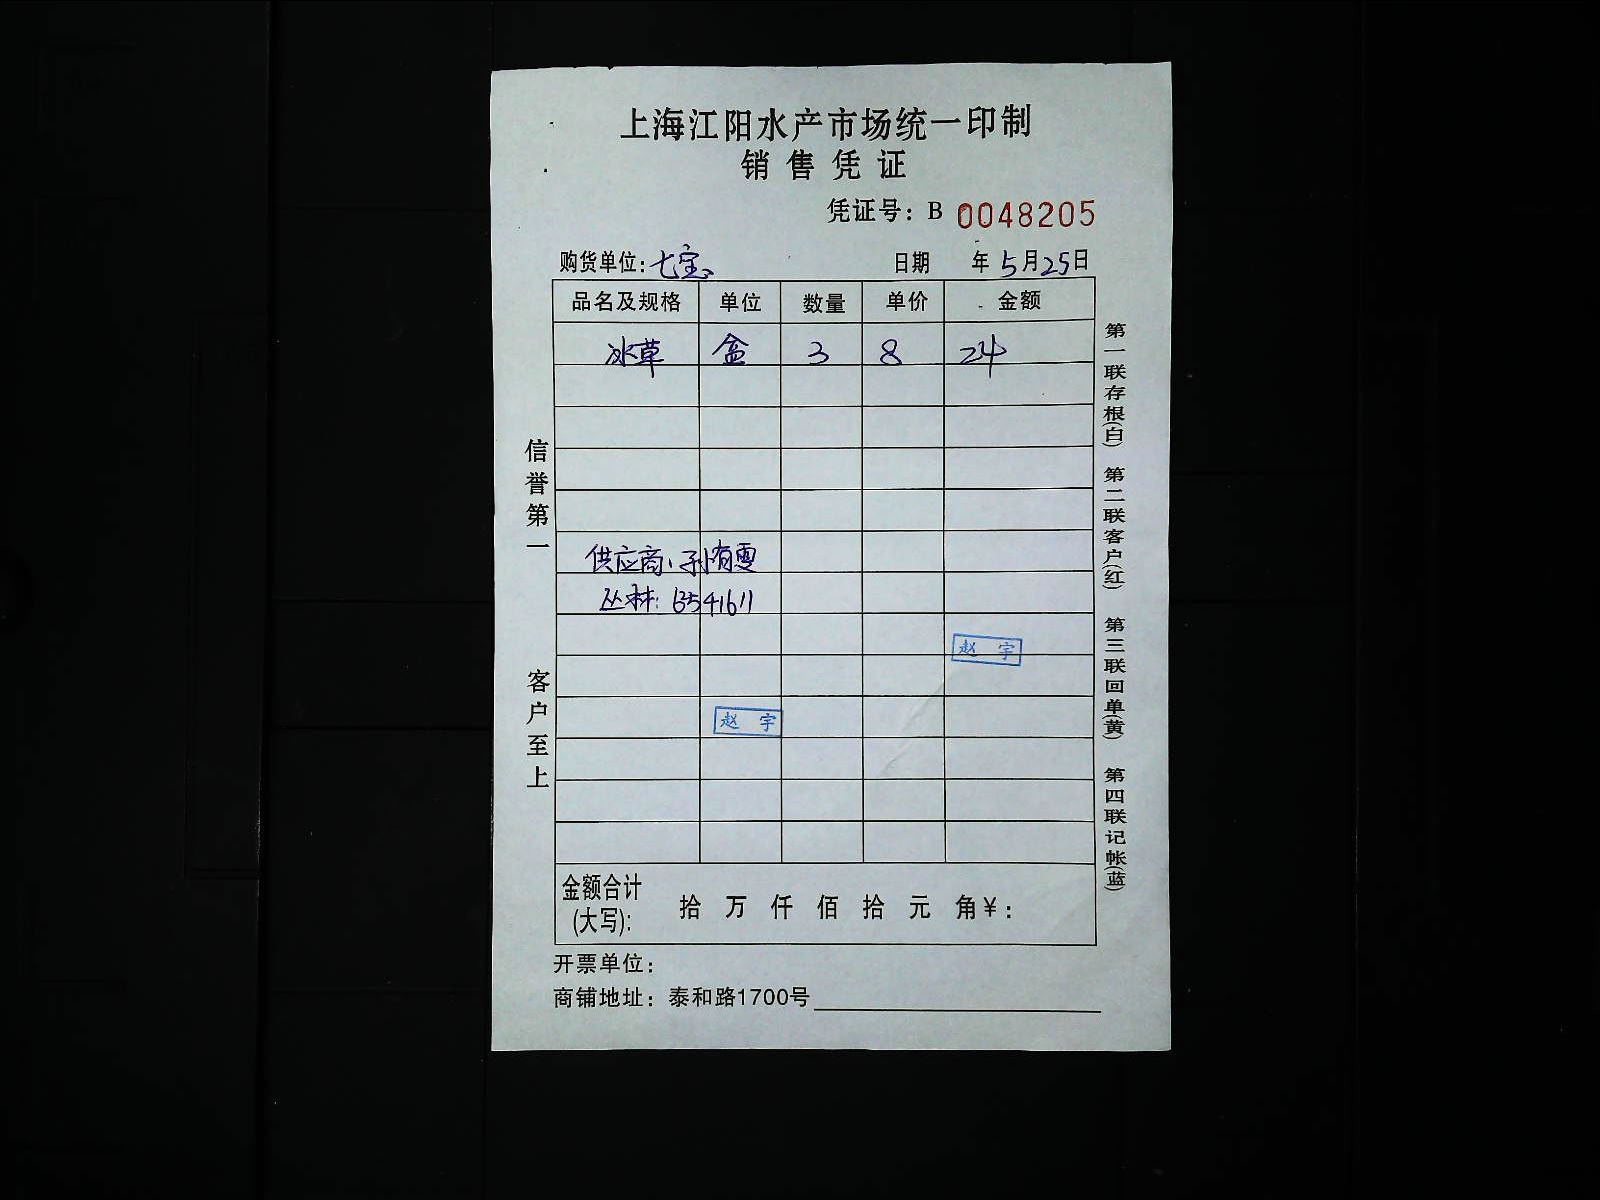 上海江阳水产市场统一印制
销售凭证
凭证号：B 0048205
购货单位:七宝 日期 年5月25日
品名及规格 单位 数量 单价 金额
冰草 盒 3 8 24
供应商:孙有雯
丛林: 6541611
赵 宇
赵 宇
金额合计(大写): 拾 万 仟 佰 拾 元 角¥:
开票单位:
商铺地址: 泰和路1700号
信誉第一 客户至上
第一联存根(白) 第二联客户(红) 第三联回单(黄) 第四联记帐(蓝)